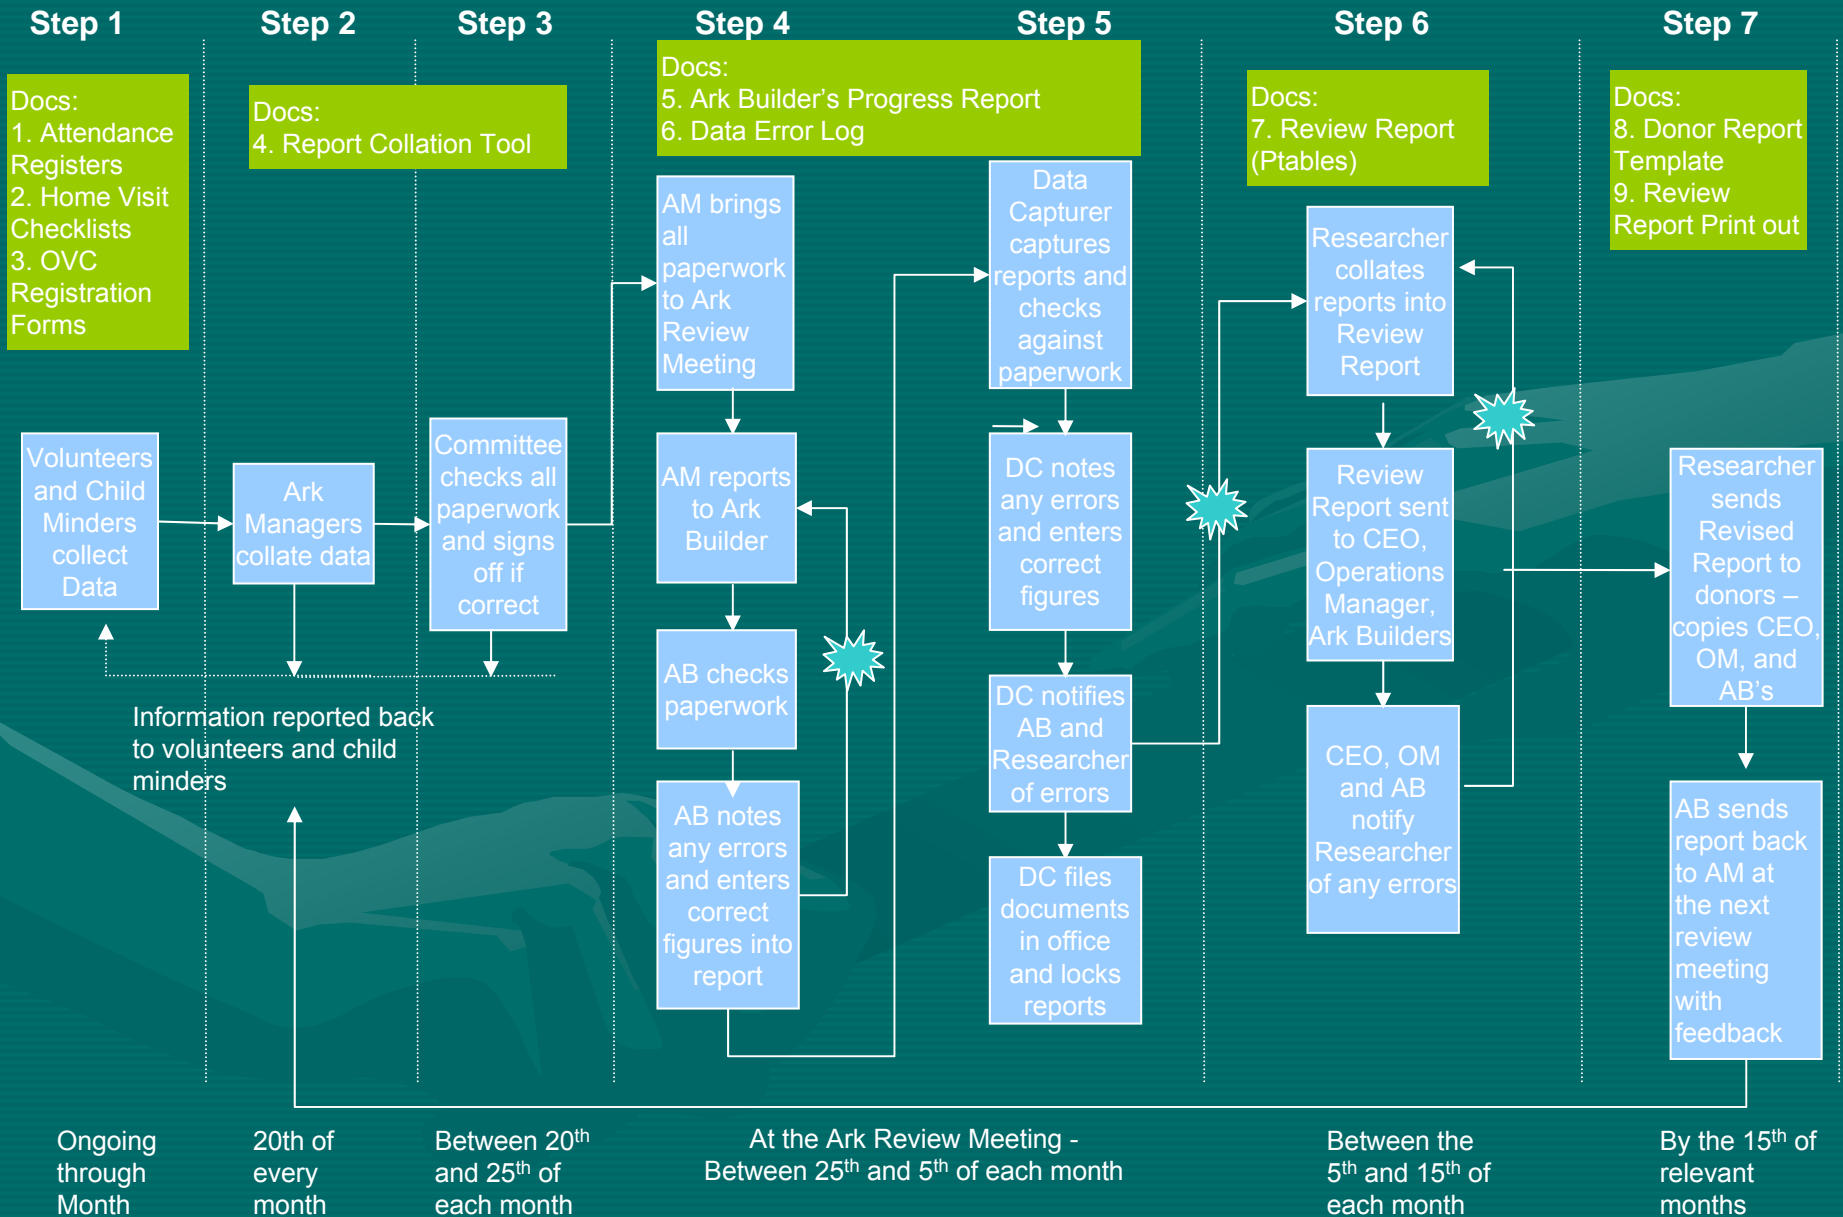 Step 1
Step 2
Step 3
Step 4
Step 5
Step 6
Step 7
Docs:
1. Attendance
Registers
2. Home Visit
Checklists
3. OVC
Registration
Forms
Docs:
4. Report Collation Tool
Docs:
5. Ark Builder's Progress Report
6. Data Error Log
Docs:
7. Review Report
(Ptables)
Docs:
8. Donor Report
Template
9. Review
Report Print out
Volunteers
and Child
Minders
collect
Data
Ark
Managers
collate data
Committee
checks all
paperwork
and signs
off if
correct
Information reported back
to volunteers and child
minders
AM brings
all
paperwork
to Ark
Review
Meeting
AM reports
to Ark
Builder
AB checks
paperwork
AB notes
any errors
and enters
correct
figures into
report
Data
Capturer
captures
reports and
checks
against
paperwork
DC notes
any errors
and enters
correct
figures
DC notifies
AB and
Researcher
of errors
DC files
documents
in office
and locks
reports
Researcher
collates
reports into
Review
Report
Review
Report sent
to CEO,
Operations
Manager,
Ark Builders
CEO, OM
and AB
notify
Researcher
of any errors
Researcher
sends
Revised
Report to
donors –
copies CEO,
OM, and
AB's
AB sends
report back
to AM at
the next
review
meeting
with
feedback
Ongoing
through
Month
20th of
every
month
Between 20th
and 25th of
each month
At the Ark Review Meeting -
Between 25th and 5th of each month
Between the
5th and 15th of
each month
By the 15th of
relevant
months